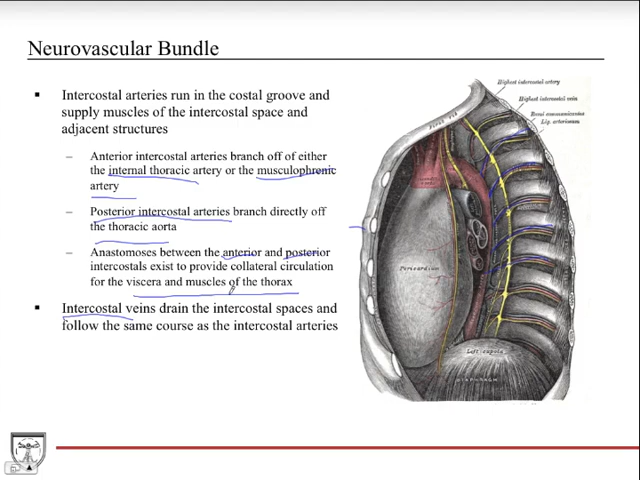 Neurovascular Bundle
Intercostal arteries run in the costal groove and
supply muscles of the intercostal space and
adjacent structures
– Anterior intercostal arteries branch off of either
the internal thoracic artery or the musculophrenic
artery
– Posterior intercostal arteries branch directly off
the thoracic aorta
– Anastomoses between the anterior and posterior
intercostals exist to provide collateral circulation
for the viscera and muscles of the thorax
Intercostal veins drain the intercostal spaces and
follow the same course as the intercostal arteries
Highest intercostal artery
Highest intercostal vein
Lig. arteriosum
Pericardium
Left cupola
DIAPHRAGM